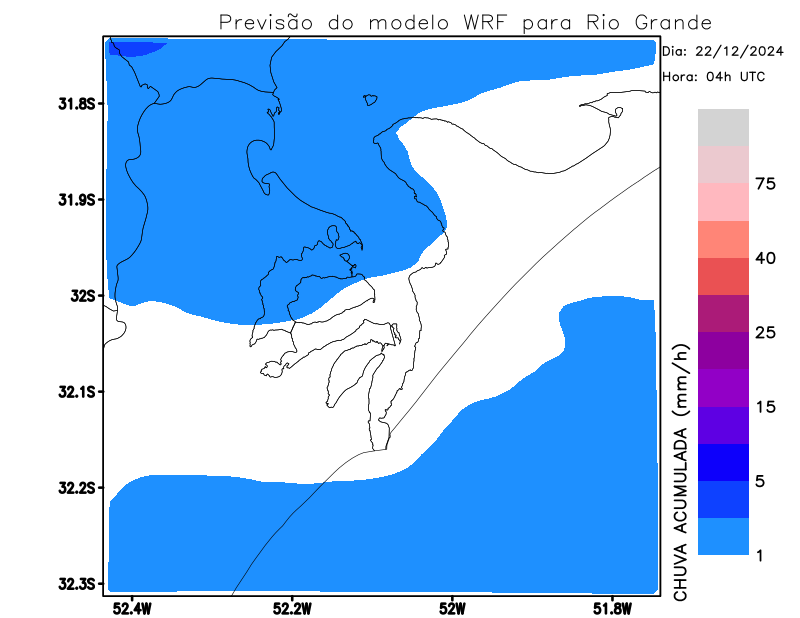 Previsão do modelo WRF para Rio Grande
Dia: 22/12/2024
Hora: 04h UTC
31.8S
31.9S
32S
32.1S
32.2S
32.3S
52.4W
52.2W
52W
51.8W
75
40
25
15
5
1
CHUVA ACUMULADA (mm/h)